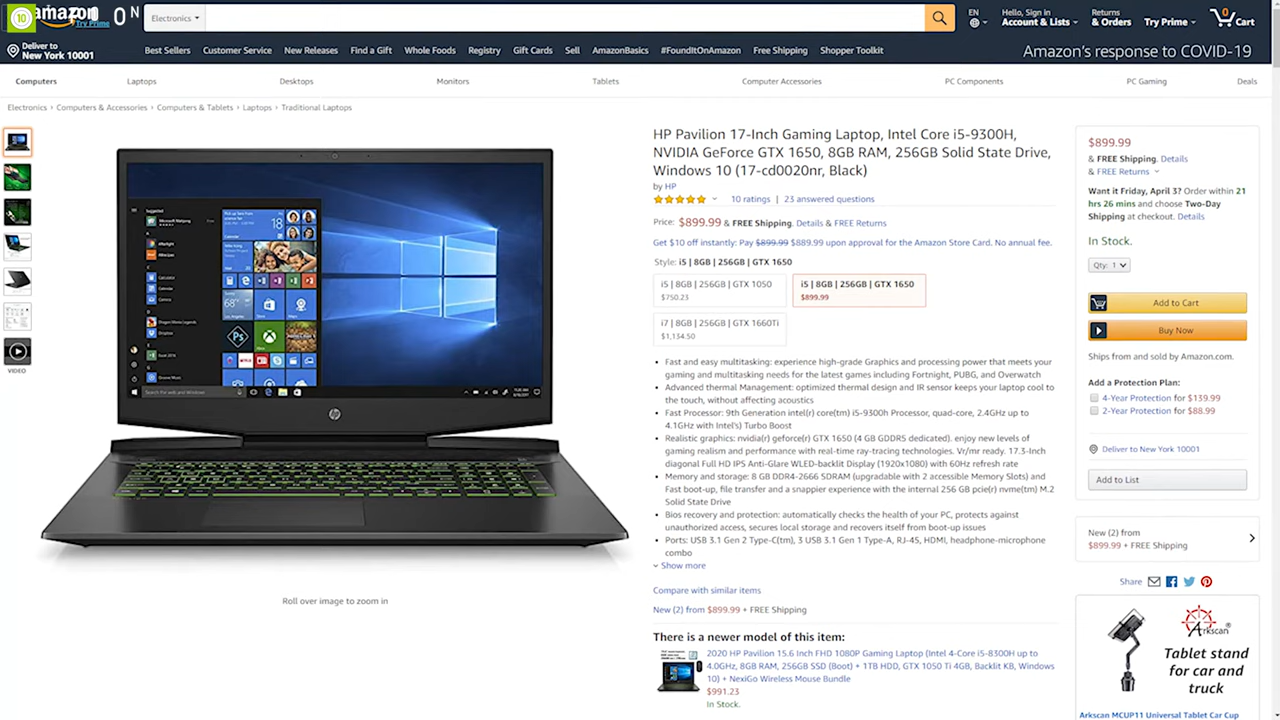 10
amazon
Try Prime
O N
Electronics
EN
Hello, Sign in
Account & Lists
Returns
& Orders
Try Prime
0
Cart
Deliver to
New York 10001
Best Sellers
Customer Service
New Releases
Find a Gift
Whole Foods
Registry
Gift Cards
Sell
AmazonBasics
#FoundItOnAmazon
Free Shipping
Shopper Toolkit
Amazon's response to COVID-19
Computers
Laptops
Desktops
Monitors
Tablets
Computer Accessories
PC Components
PC Gaming
Deals
Electronics › Computers & Accessories › Computers & Tablets › Laptops › Traditional Laptops
VIDEO
hp
Roll over image to zoom in
HP Pavilion 17-Inch Gaming Laptop, Intel Core i5-9300H,
NVIDIA GeForce GTX 1650, 8GB RAM, 256GB Solid State Drive,
Windows 10 (17-cd0020nr, Black)
by HP
10 ratings | 23 answered questions
Price: $899.99 & FREE Shipping. Details & FREE Returns
Get $10 off instantly: Pay $899.99 $889.99 upon approval for the Amazon Store Card. No annual fee.
Style: i5 | 8GB | 256GB | GTX 1650
i5 | 8GB | 256GB | GTX 1050
$750.23
i5 | 8GB | 256GB | GTX 1650
$899.99
i7 | 8GB | 256GB | GTX 1660Ti
$1,134.50
• Fast and easy multitasking: experience high-grade Graphics and processing power that meets your
gaming and multitasking needs for the latest games including Fortnight, PUBG, and Overwatch
• Advanced thermal Management: optimized thermal design and IR sensor keeps your laptop cool to
the touch, without affecting acoustics
• Fast Processor: 9th Generation intel(r) core(tm) i5-9300h Processor, quad-core, 2.4GHz up to
4.1GHz with Intel's) Turbo Boost
• Realistic graphics: nvidia(r) geforce(r) GTX 1650 (4 GB GDDR5 dedicated). enjoy new levels of
gaming realism and performance with real-time ray-tracing technologies. Vr/mr ready. 17.3-Inch
diagonal Full HD IPS Anti-Glare WLED-backlit Display (1920x1080) with 60Hz refresh rate
• Memory and storage: 8 GB DDR4-2666 SDRAM (upgradable with 2 accessible Memory Slots) and
Fast boot-up, file transfer and a snappier experience with the internal 256 GB pcie(r) nvme(tm) M.2
Solid State Drive
• Bios recovery and protection: automatically checks the health of your PC, protects against
unauthorized access, secures local storage and recovers itself from boot-up issues
• Ports: USB 3.1 Gen 2 Type-C(tm), 3 USB 3.1 Gen 1 Type-A, RJ-45, HDMI, headphone-microphone
combo
Show more
Compare with similar items
New (2) from $899.99 + FREE Shipping
There is a newer model of this item:
2020 HP Pavilion 15.6 Inch FHD 1080P Gaming Laptop (Intel 4-Core i5-8300H up to
4.0GHz, 8GB RAM, 256GB SSD (Boot) + 1TB HDD, GTX 1050 Ti 4GB, Backlit KB, Windows
10) + NexiGo Wireless Mouse Bundle
$991.23
In Stock.
$899.99
& FREE Shipping. Details
& FREE Returns
Want it Friday, April 3? Order within 21
hrs 26 mins and choose Two-Day
Shipping at checkout. Details
In Stock.
Qty: 1
Add to Cart
Buy Now
Ships from and sold by Amazon.com.
Add a Protection Plan:
4-Year Protection for $139.99
2-Year Protection for $88.99
Deliver to New York 10001
Add to List
New (2) from
$899.99 + FREE Shipping
Share
Arkscan
Tablet stand
for car and
truck
Arkscan MCUP11 Universal Tablet Car Cup